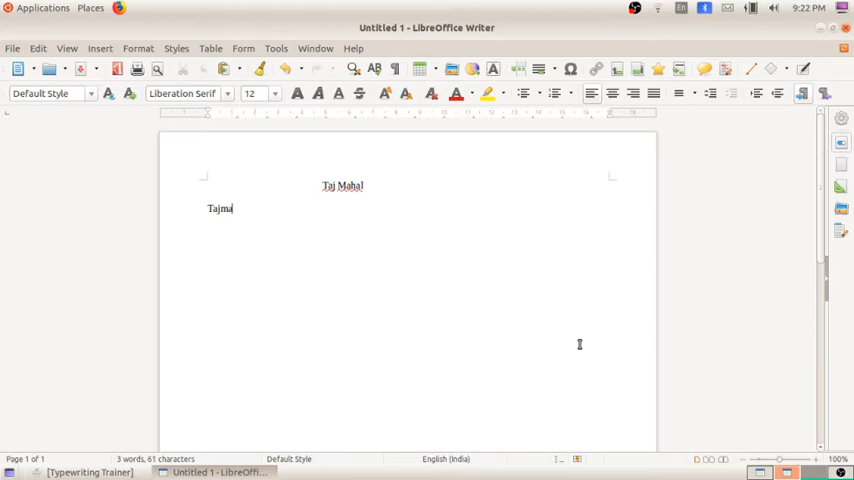 Applications Places En 9:22 PM
Untitled 1 - LibreOffice Writer
File Edit View Insert Format Styles Table Form Tools Window Help
Default Style Liberation Serif 12
Taj Mahal
Tajma
Page 1 of 1 3 words, 61 characters Default Style English (India) 100%
[Typewriting Trainer] Untitled 1 - LibreOffi...